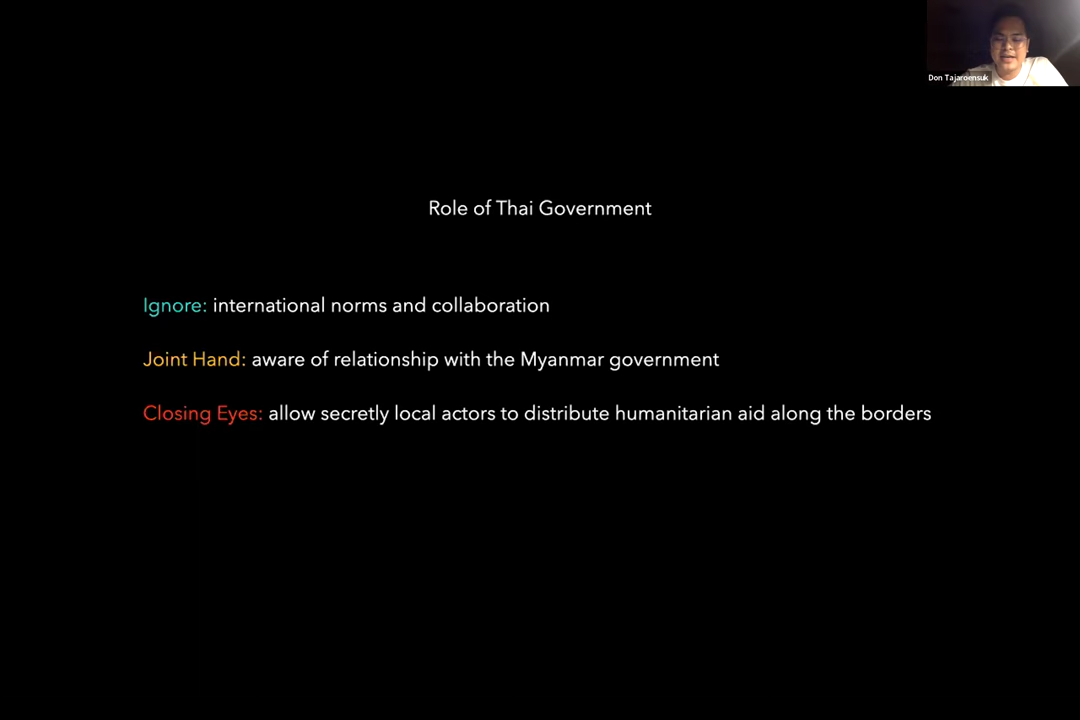 Don Tajaroensuk
Role of Thai Government
Ignore: international norms and collaboration
Joint Hand: aware of relationship with the Myanmar government
Closing Eyes: allow secretly local actors to distribute humanitarian aid along the borders